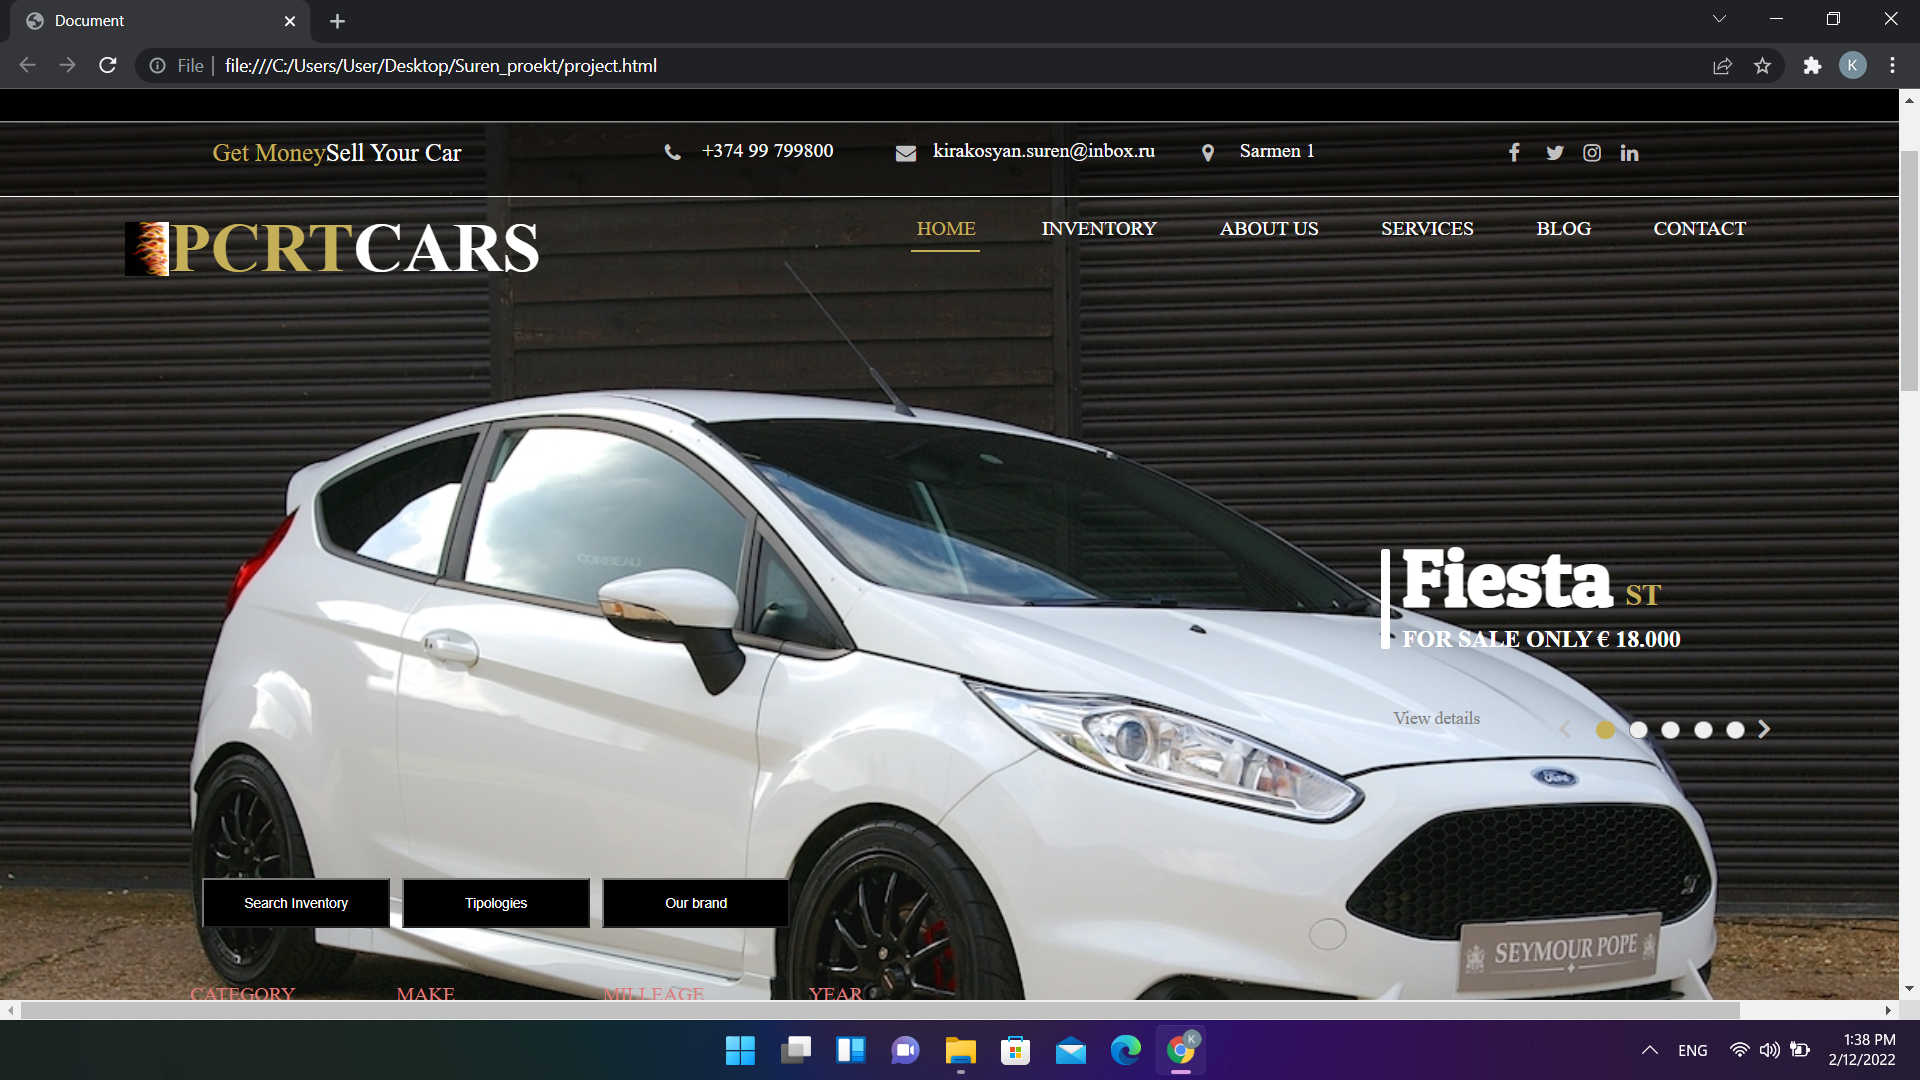 Document
File
file:///C:/Users/User/Desktop/Suren_proekt/project.html
K
Get MoneySell Your Car
+374 99 799800
kirakosyan.suren@inbox.ru
Sarmen 1
PCRTCARS
HOME
INVENTORY
ABOUT US
SERVICES
BLOG
CONTACT
CORBEAU
Fiesta ST
FOR SALE ONLY € 18.000
View details
Ford
Search Inventory
Tipologies
Our brand
SEYMOUR POPE
CATEGORY
MAKE
MILLEAGE
YEAR
K
ENG
1:38 PM
2/12/2022